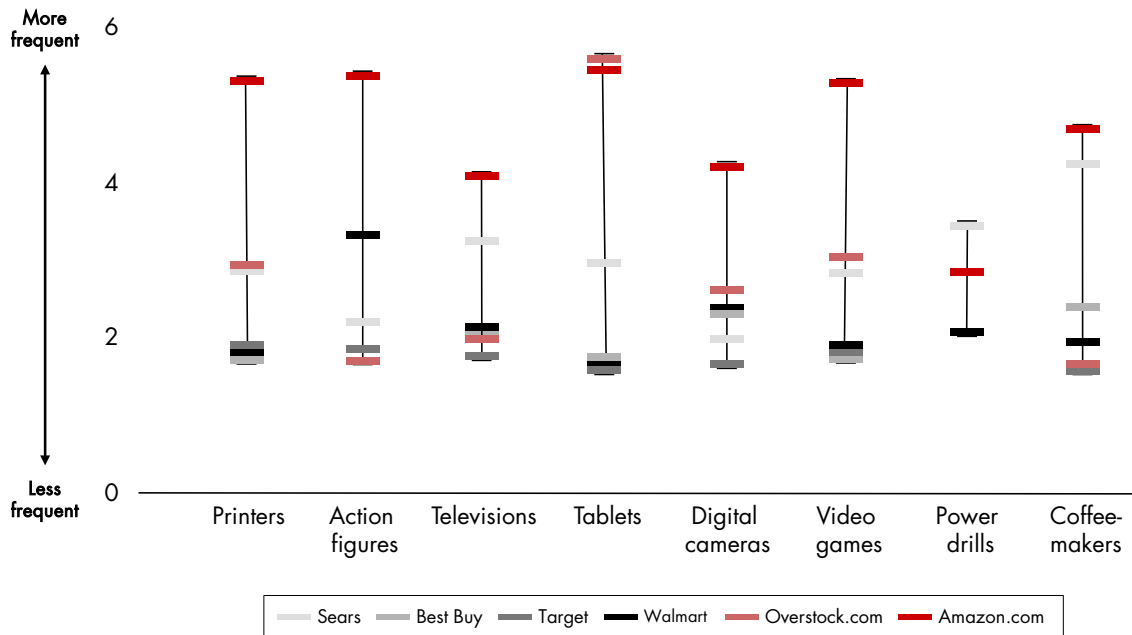 More
frequent
6
4
2
0
Less
frequent
Printers
Action
figures
Televisions
Tablets
Digital
cameras
Video
games
Power
drills
Coffee-
makers
Sears Best Buy Target Walmart Overstock.com Amazon.com